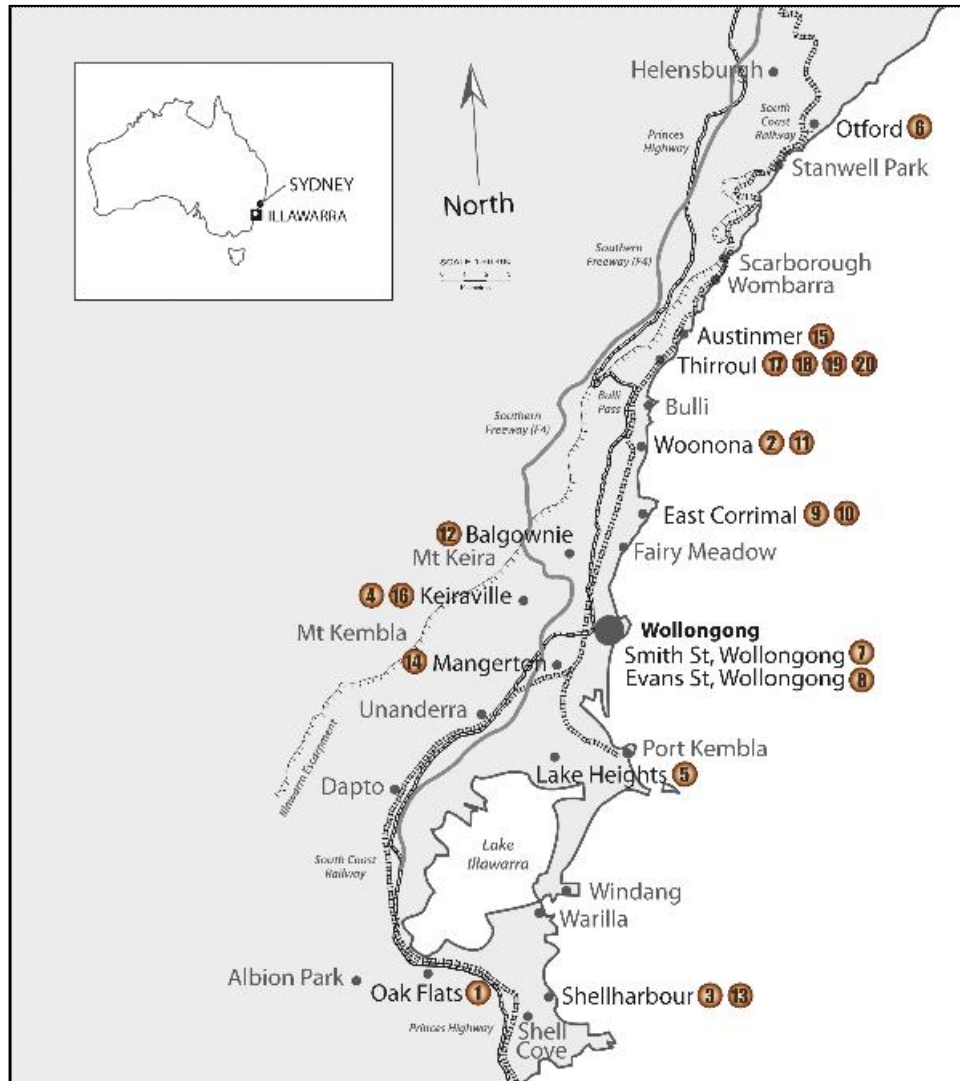 Helensburgh
South
Coast
Railway
Princes
Highway
Otford 6
Stanwell Park
SYDNEY
ILLAWARRA
North
Southern
Freeway (F4)
Scarborough
Wombarra
Austinmer 15
Thirroul 17 18 19 20
Bulli
Pass
Bulli
Southern
Freeway (F4)
Woonona 2 11
East Corrimal 9 10
12 Balgownie
Mt Keira
Fairy Meadow
4 16 Keiraville
Mt Kembla
Wollongong
Smith St, Wollongong 7
Evans St, Wollongong 8
14 Mangerton
Unanderra
Illawarra Escarpment
Port Kembla
Lake Heights 5
Dapto
Lake
Illawarra
South Coast
Railway
Windang
Warilla
Albion Park
Oak Flats 1
Shellharbour 3 13
Princes Highway
Shell
Cove